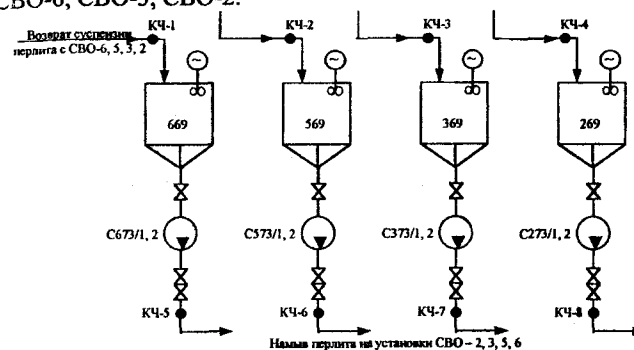 СВО-6, СВО-5, СВО-2.
КЧ-1 КЧ-2 КЧ-3 КЧ-4
Возврат суспензии
перлита с СВО-6, 5, 3, 2
~ ~ ~ ~
669 569 369 269
С673/1, 2 С573/1, 2 С373/1, 2 С273/1, 2
КЧ-5 КЧ-6 КЧ-7 КЧ-8
Намыв перлита на установки СВО – 2, 3, 5, 6